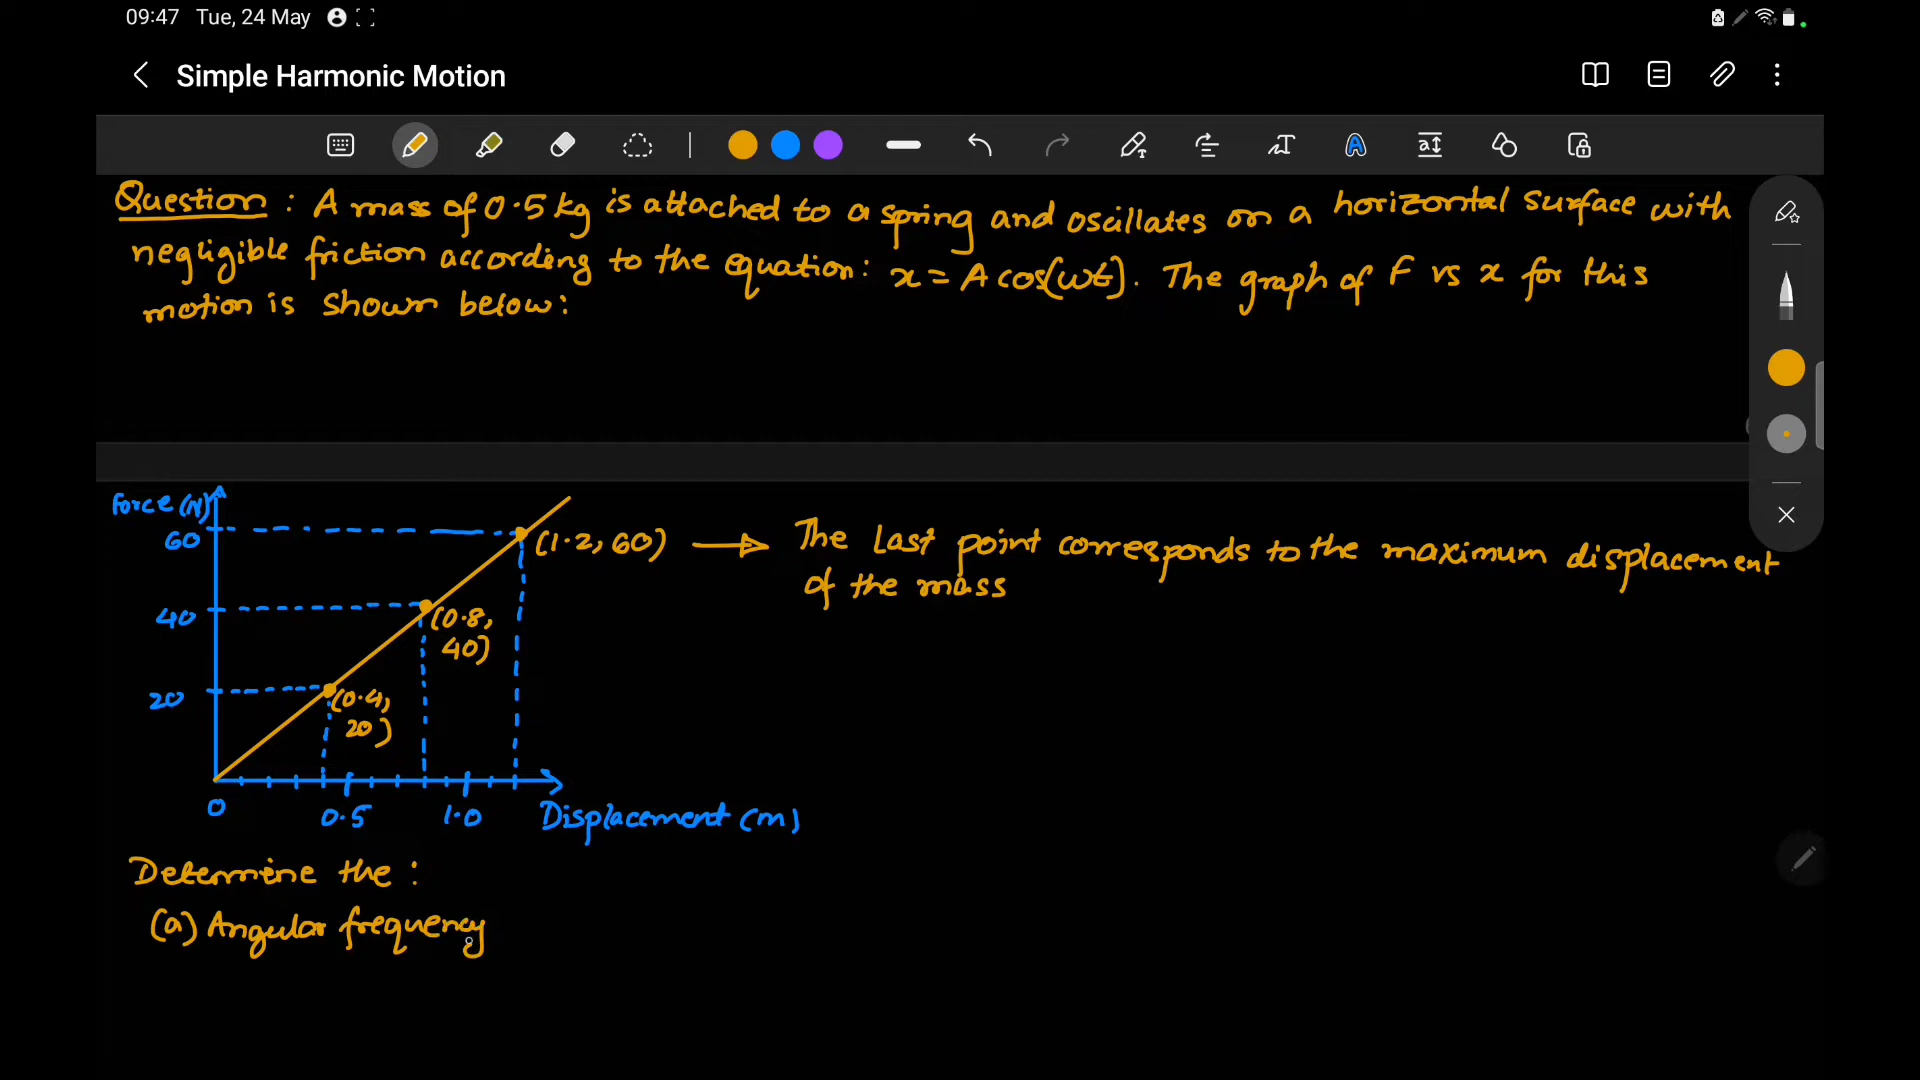 09:47 Tue, 24 May
Simple Harmonic Motion
Question : A mass of 0.5 kg is attached to a spring and oscillates on a horizontal surface with
negligible friction according to the equation: x = A cos(ωt). The graph of F vs x for this
motion is shown below:
Force (N)
60
(1.2, 60) → The last point corresponds to the maximum displacement
of the mass
40
(0.8,
40)
20
(0.4,
20)
0 0.5 1.0 Displacement (m)
Determine the :
(a) Angular frequency